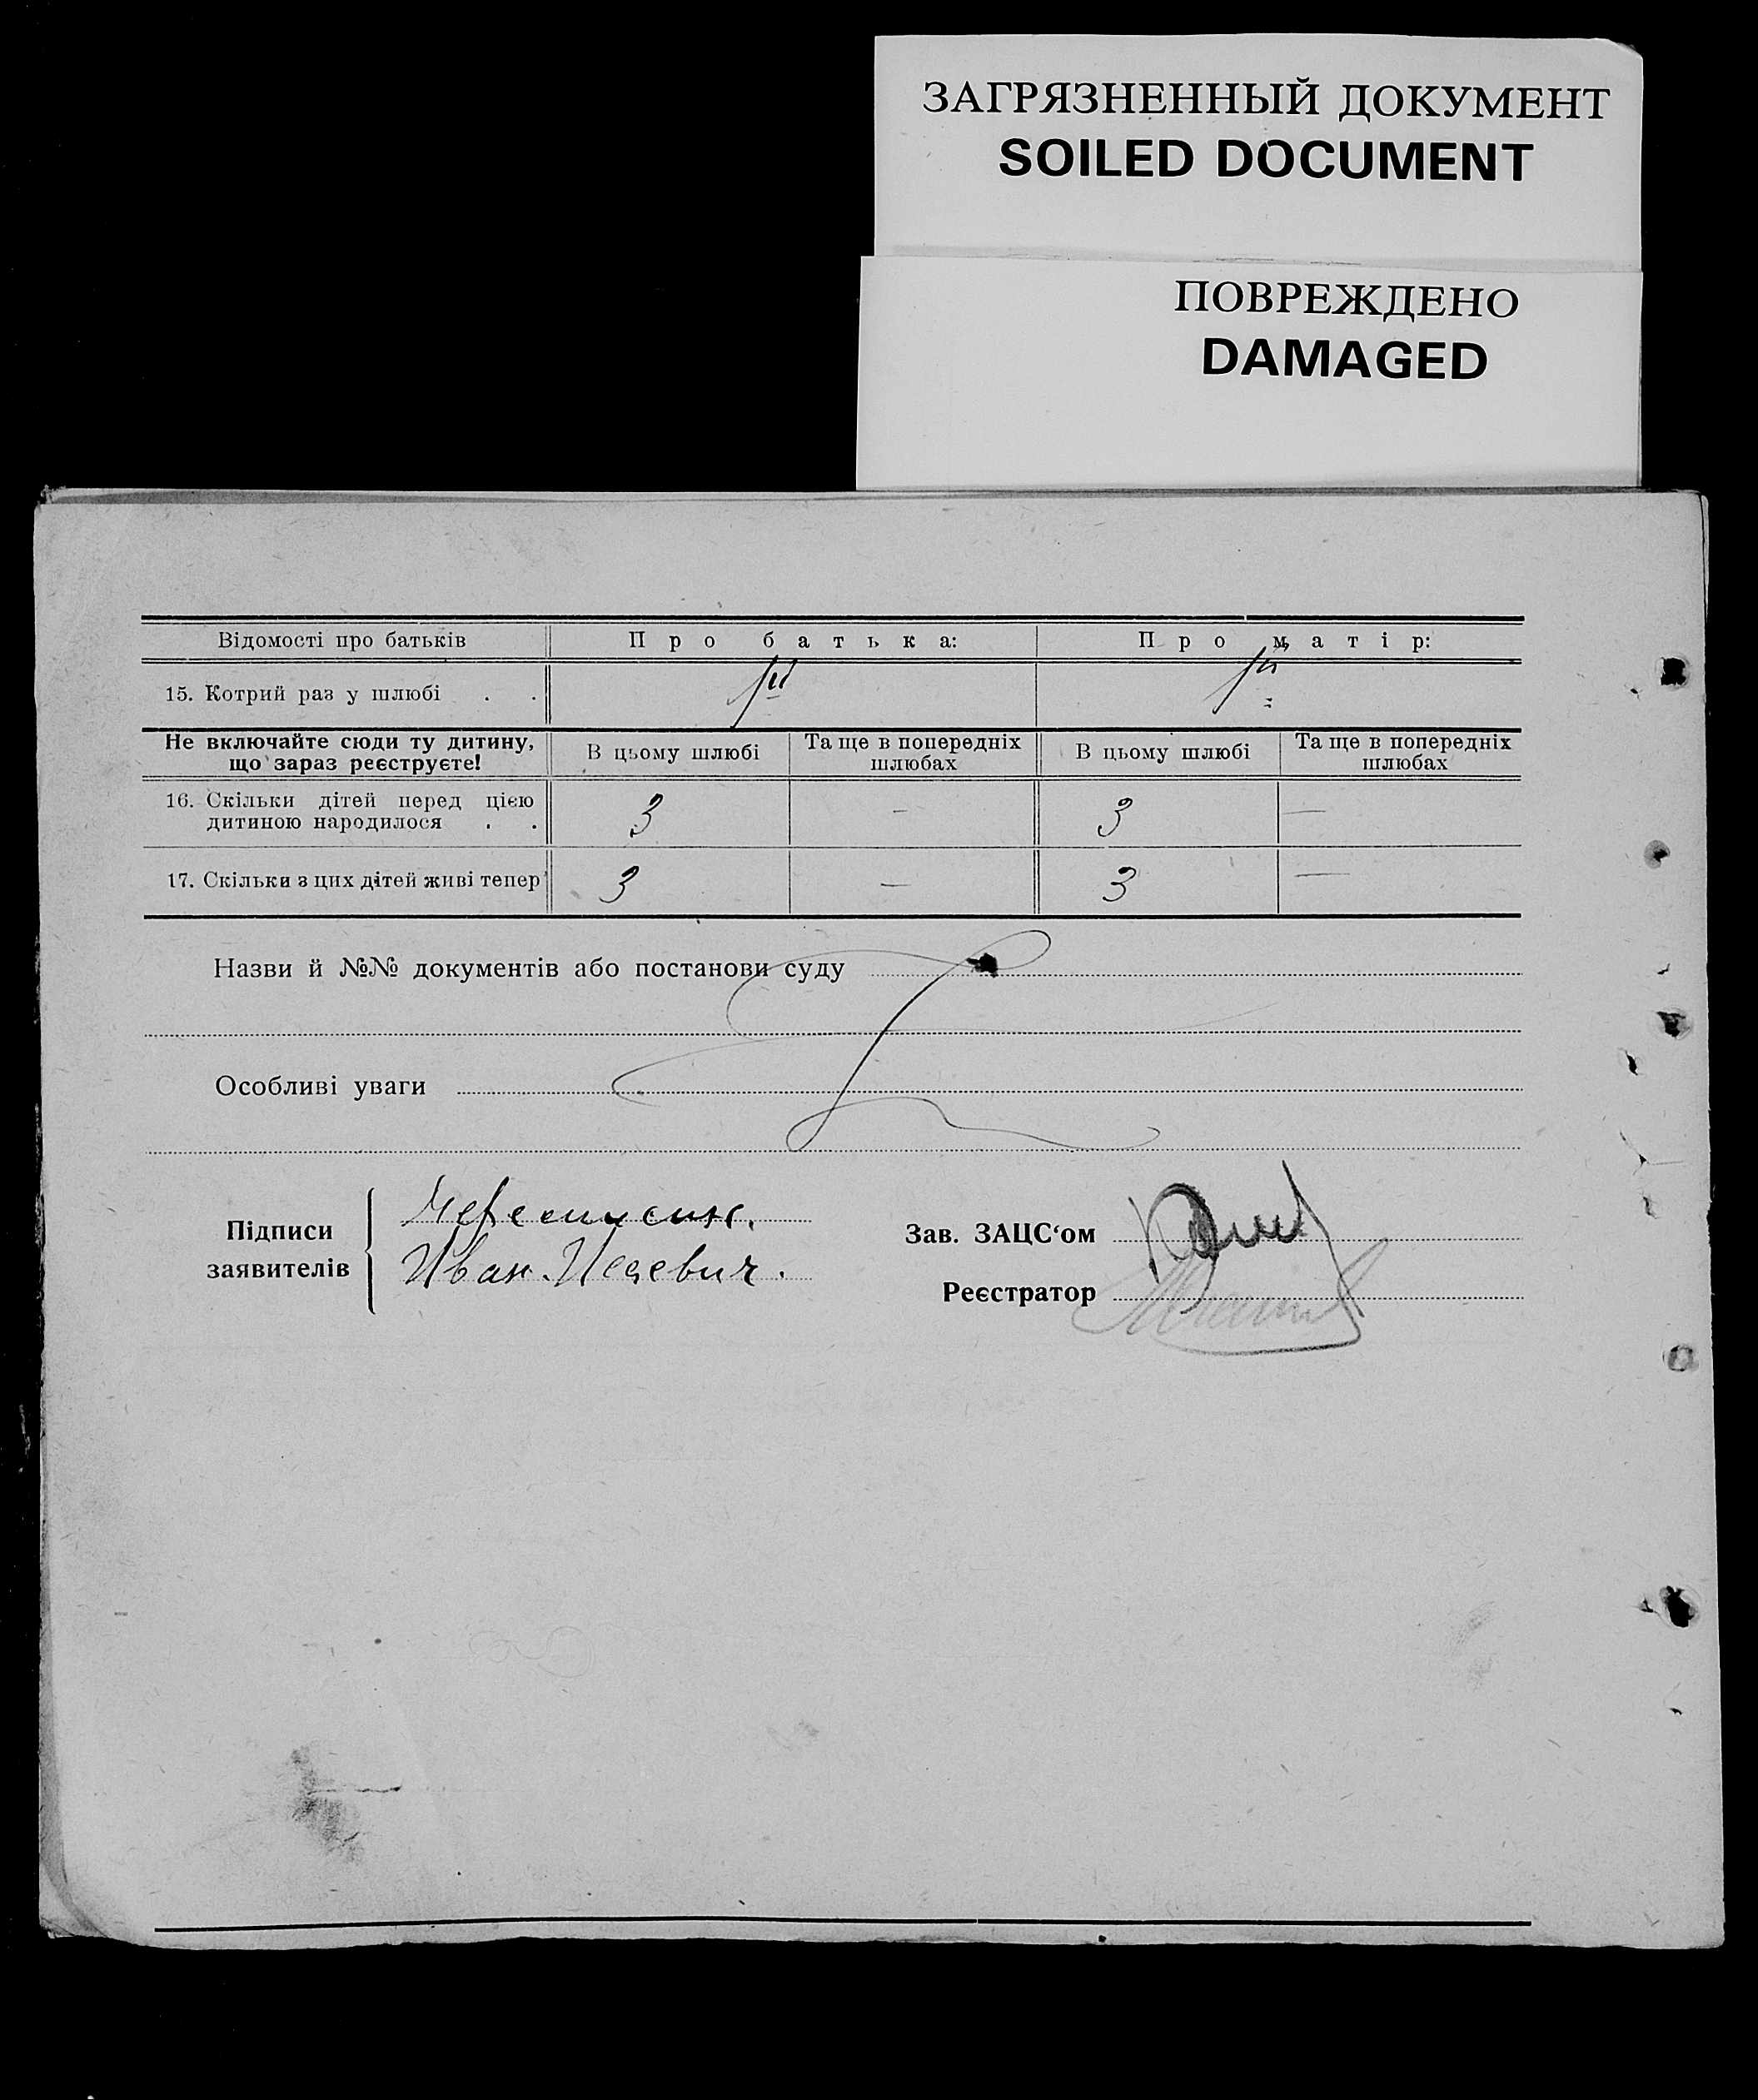 ЗАГРЯЗНЕННЫЙ ДОКУМЕНТ
SOILED DOCUMENT
ПОВРЕЖДЕНО
DAMAGED
Відомості про батьків Про батька: Про матір:
15. Котрий раз у шлюбі . .
Не включайте сюди ту дитину, що зараз реєструєте! В цьому шлюбі Та ще в попередніх шлюбах В цьому шлюбі Та ще в попередніх шлюбах
16. Скільки дітей перед цією дитиною народилося . . 3 — 3 —
17. Скільки з цих дітей живі тепер 3 — 3 —
Назви й №№ документів або постанови суду
Особливі уваги
Підписи заявителів
Иван
Зав. ЗАЦС‘ом
Реєстратор